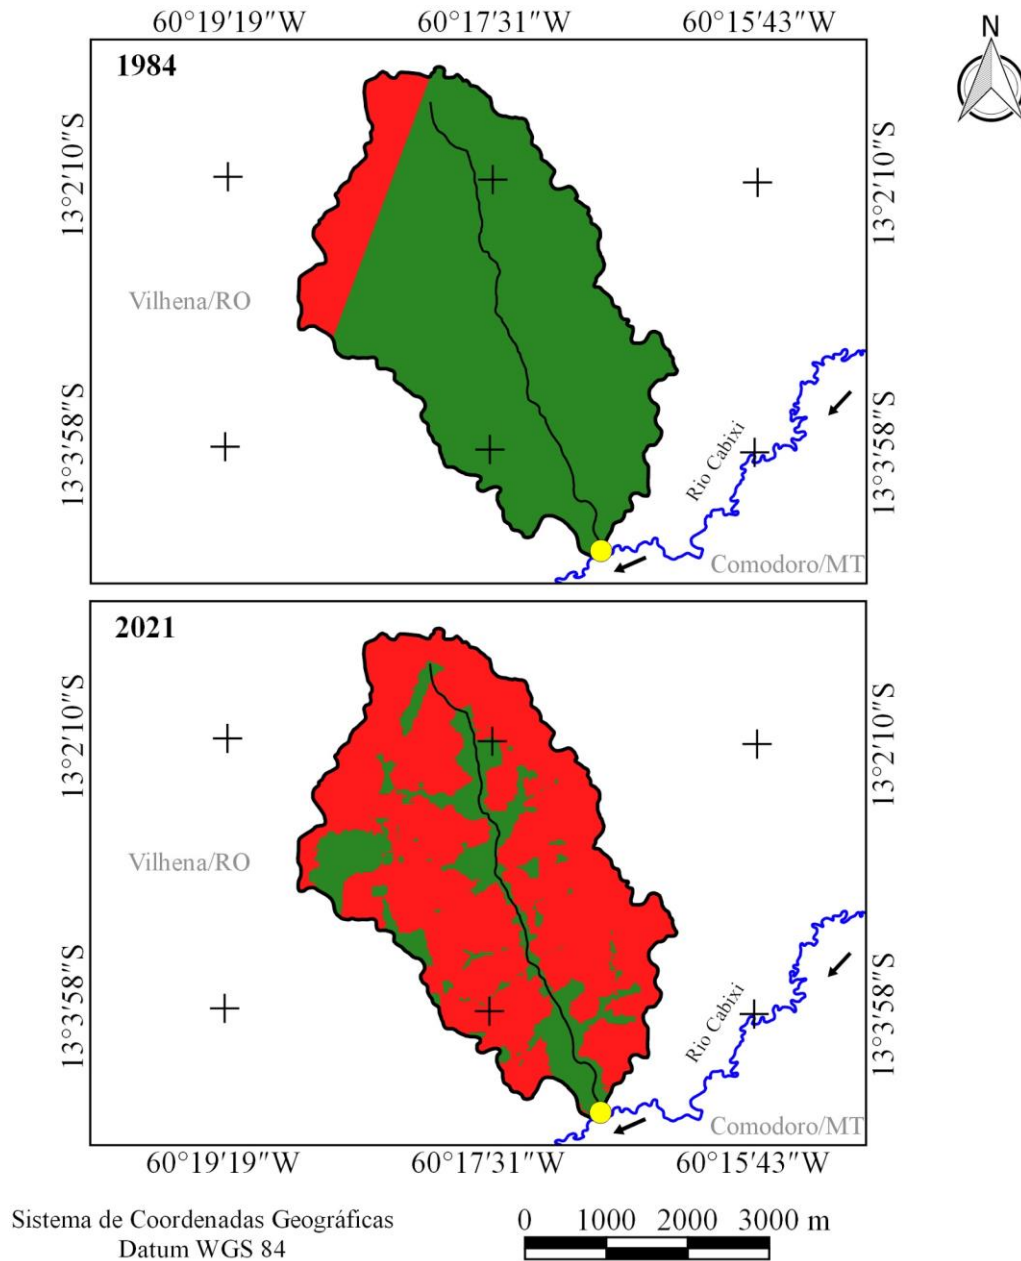 60°19'19"W 60°17'31"W 60°15'43"W
N
1984
13°2'10"S
13°2'10"S
Vilhena/RO
13°3'58"S
Rio Cabixi
13°3'58"S
Comodoro/MT
2021
13°2'10"S
13°2'10"S
Vilhena/RO
13°3'58"S
Rio Cabixi
13°3'58"S
Comodoro/MT
60°19'19"W 60°17'31"W 60°15'43"W
Sistema de Coordenadas Geográficas
Datum WGS 84
0 1000 2000 3000 m